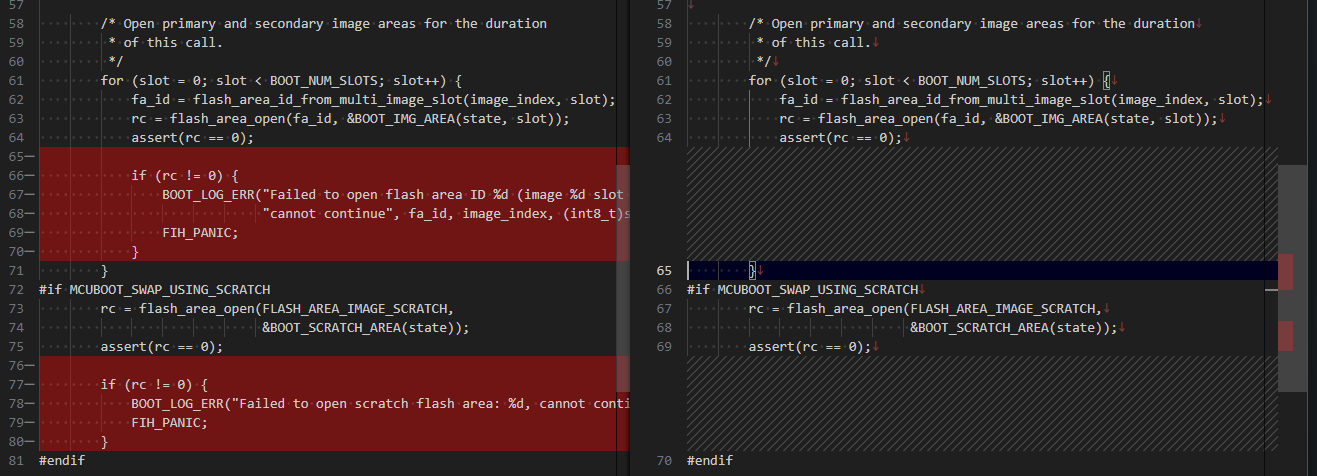 57
58 /* Open primary and secondary image areas for the duration
59 * of this call.
60 */
61 for (slot = 0; slot < BOOT_NUM_SLOTS; slot++) {
62 fa_id = flash_area_id_from_multi_image_slot(image_index, slot);
63 rc = flash_area_open(fa_id, &BOOT_IMG_AREA(state, slot));
64 assert(rc == 0);
65—
66— if (rc != 0) {
67— BOOT_LOG_ERR("Failed to open flash area ID %d (image %d slot
68— "cannot continue", fa_id, image_index, (int8_t)s
69— FIH_PANIC;
70— }
71 }
72 #if MCUBOOT_SWAP_USING_SCRATCH
73 rc = flash_area_open(FLASH_AREA_IMAGE_SCRATCH,
74 &BOOT_SCRATCH_AREA(state));
75 assert(rc == 0);
76—
77— if (rc != 0) {
78— BOOT_LOG_ERR("Failed to open scratch flash area: %d, cannot conti
79— FIH_PANIC;
80— }
81 #endif
57 ↓
58 /* Open primary and secondary image areas for the duration↓
59 * of this call.↓
60 */↓
61 for (slot = 0; slot < BOOT_NUM_SLOTS; slot++) {↓
62 fa_id = flash_area_id_from_multi_image_slot(image_index, slot);↓
63 rc = flash_area_open(fa_id, &BOOT_IMG_AREA(state, slot));↓
64 assert(rc == 0);↓
65 }↓
66 #if MCUBOOT_SWAP_USING_SCRATCH↓
67 rc = flash_area_open(FLASH_AREA_IMAGE_SCRATCH,↓
68 &BOOT_SCRATCH_AREA(state));↓
69 assert(rc == 0);↓
70 #endif